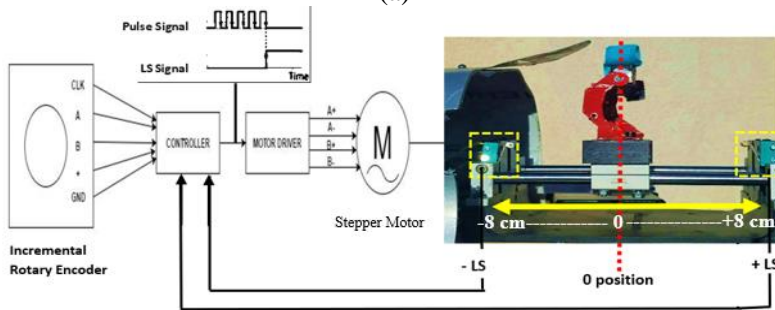 (a)
Pulse Signal
LS Signal
Time
CLK
A
B
+
GND
CONTROLLER
MOTOR DRIVER
A+
A-
B+
B-
M
Stepper Motor
Incremental
Rotary Encoder
-8 cm
0
+8 cm
- LS
+ LS
0 position